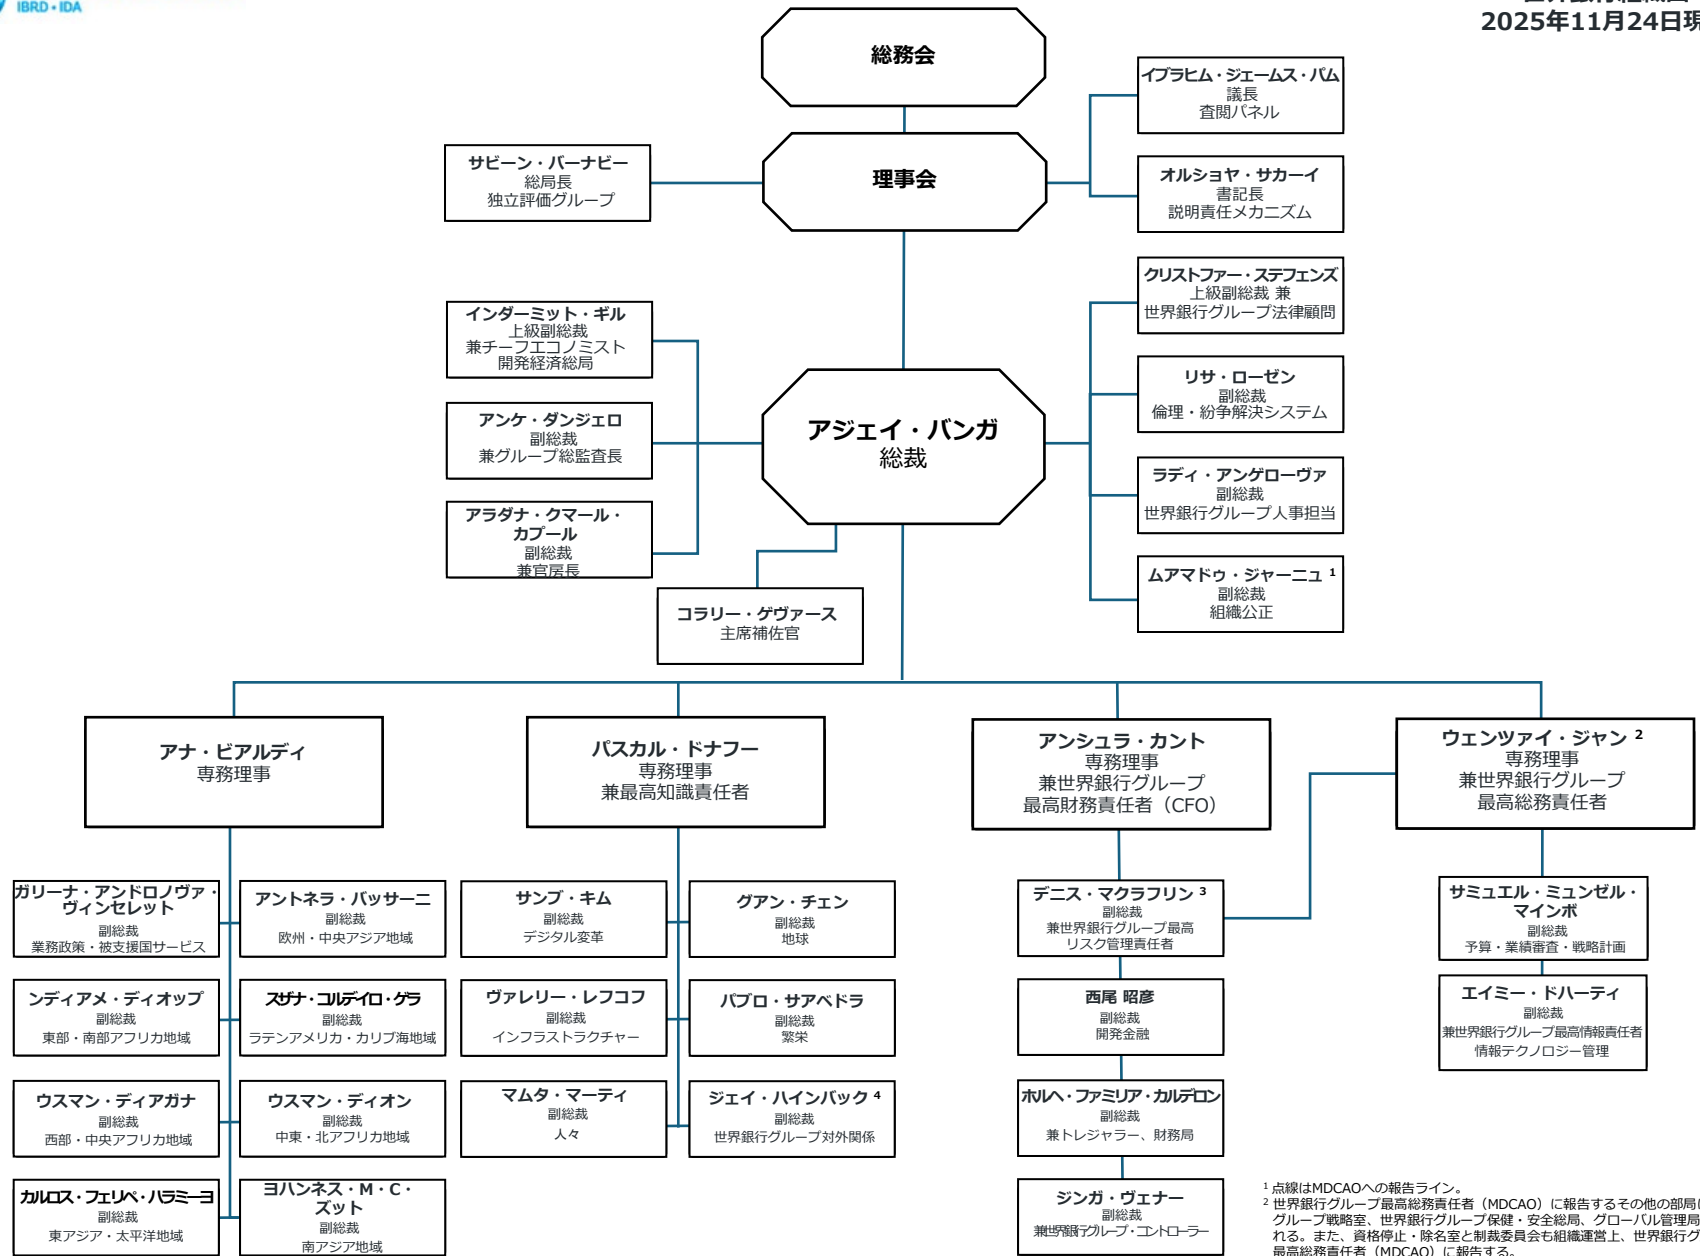 IBRD・IDA
2025年11月24日現
総務会
イブラヒム・ジェームス・パム
議長
査閲パネル
サビーン・バーナビー
総局長
独立評価グループ
理事会
オルショヤ・サカーイ
書記長
説明責任メカニズム
クリストファー・ステフェンズ
上級副総裁 兼
世界銀行グループ法律顧問
インダーミット・ギル
上級副総裁
兼チーフエコノミスト
開発経済総局
リサ・ローゼン
副総裁
倫理・紛争解決システム
アンケ・ダンジェロ
副総裁
兼グループ総監査長
アジェイ・バンガ
総裁
ラディ・アンゲローヴァ
副総裁
世界銀行グループ人事担当
アラダナ・クマール・
カプール
副総裁
兼官房長
ムアマドゥ・ジャーニュ 1
副総裁
組織公正
コラリー・ゲヴァース
主席補佐官
アナ・ビアルディ
専務理事
パスカル・ドナフー
専務理事
兼最高知識責任者
アンシュラ・カント
専務理事
兼世界銀行グループ
最高財務責任者（CFO）
ウェンツァイ・ジャン 2
専務理事
兼世界銀行グループ
最高総務責任者
ガリーナ・アンドロノヴァ・
ヴィンセレット
副総裁
業務政策・被支援国サービス
アントネラ・バッサーニ
副総裁
欧州・中央アジア地域
サンブ・キム
副総裁
デジタル変革
グアン・チェン
副総裁
地球
デニス・マクラフリン 3
副総裁
兼世界銀行グループ最高
リスク管理責任者
サミュエル・ミュンゼル・
マインボ
副総裁
予算・業績審査・戦略計画
ンディアメ・ディオップ
副総裁
東部・南部アフリカ地域
スザナ・コルデイロ・ゲラ
副総裁
ラテンアメリカ・カリブ海地域
ヴァレリー・レフコフ
副総裁
インフラストラクチャー
パブロ・サアベドラ
副総裁
繁栄
西尾 昭彦
副総裁
開発金融
エイミー・ドハーティ
副総裁
兼世界銀行グループ最高情報責任者
情報テクノロジー管理
ウスマン・ディアガナ
副総裁
西部・中央アフリカ地域
ウスマン・ディオン
副総裁
中東・北アフリカ地域
マムタ・マーティ
副総裁
人々
ジェイ・ハインバック 4
副総裁
世界銀行グループ対外関係
ホルヘ・ファミリア・カルデロン
副総裁
兼トレジャラー、財務局
カルロス・フェリペ・ハラミーヨ
副総裁
東アジア・太平洋地域
ヨハンネス・M・C・
ズット
副総裁
南アジア地域
ジンガ・ヴェナー
副総裁
兼世界銀行グループ・コントローラー
1 点線はMDCAOへの報告ライン。
2 世界銀行グループ最高総務責任者（MDCAO）に報告するその他の部局
グループ戦略室、世界銀行グループ保健・安全総局、グローバル管理局
れる。また、資格停止・除名室と制裁委員会も組織運営上、世界銀行グ
最高総務責任者（MDCAO）に報告する。